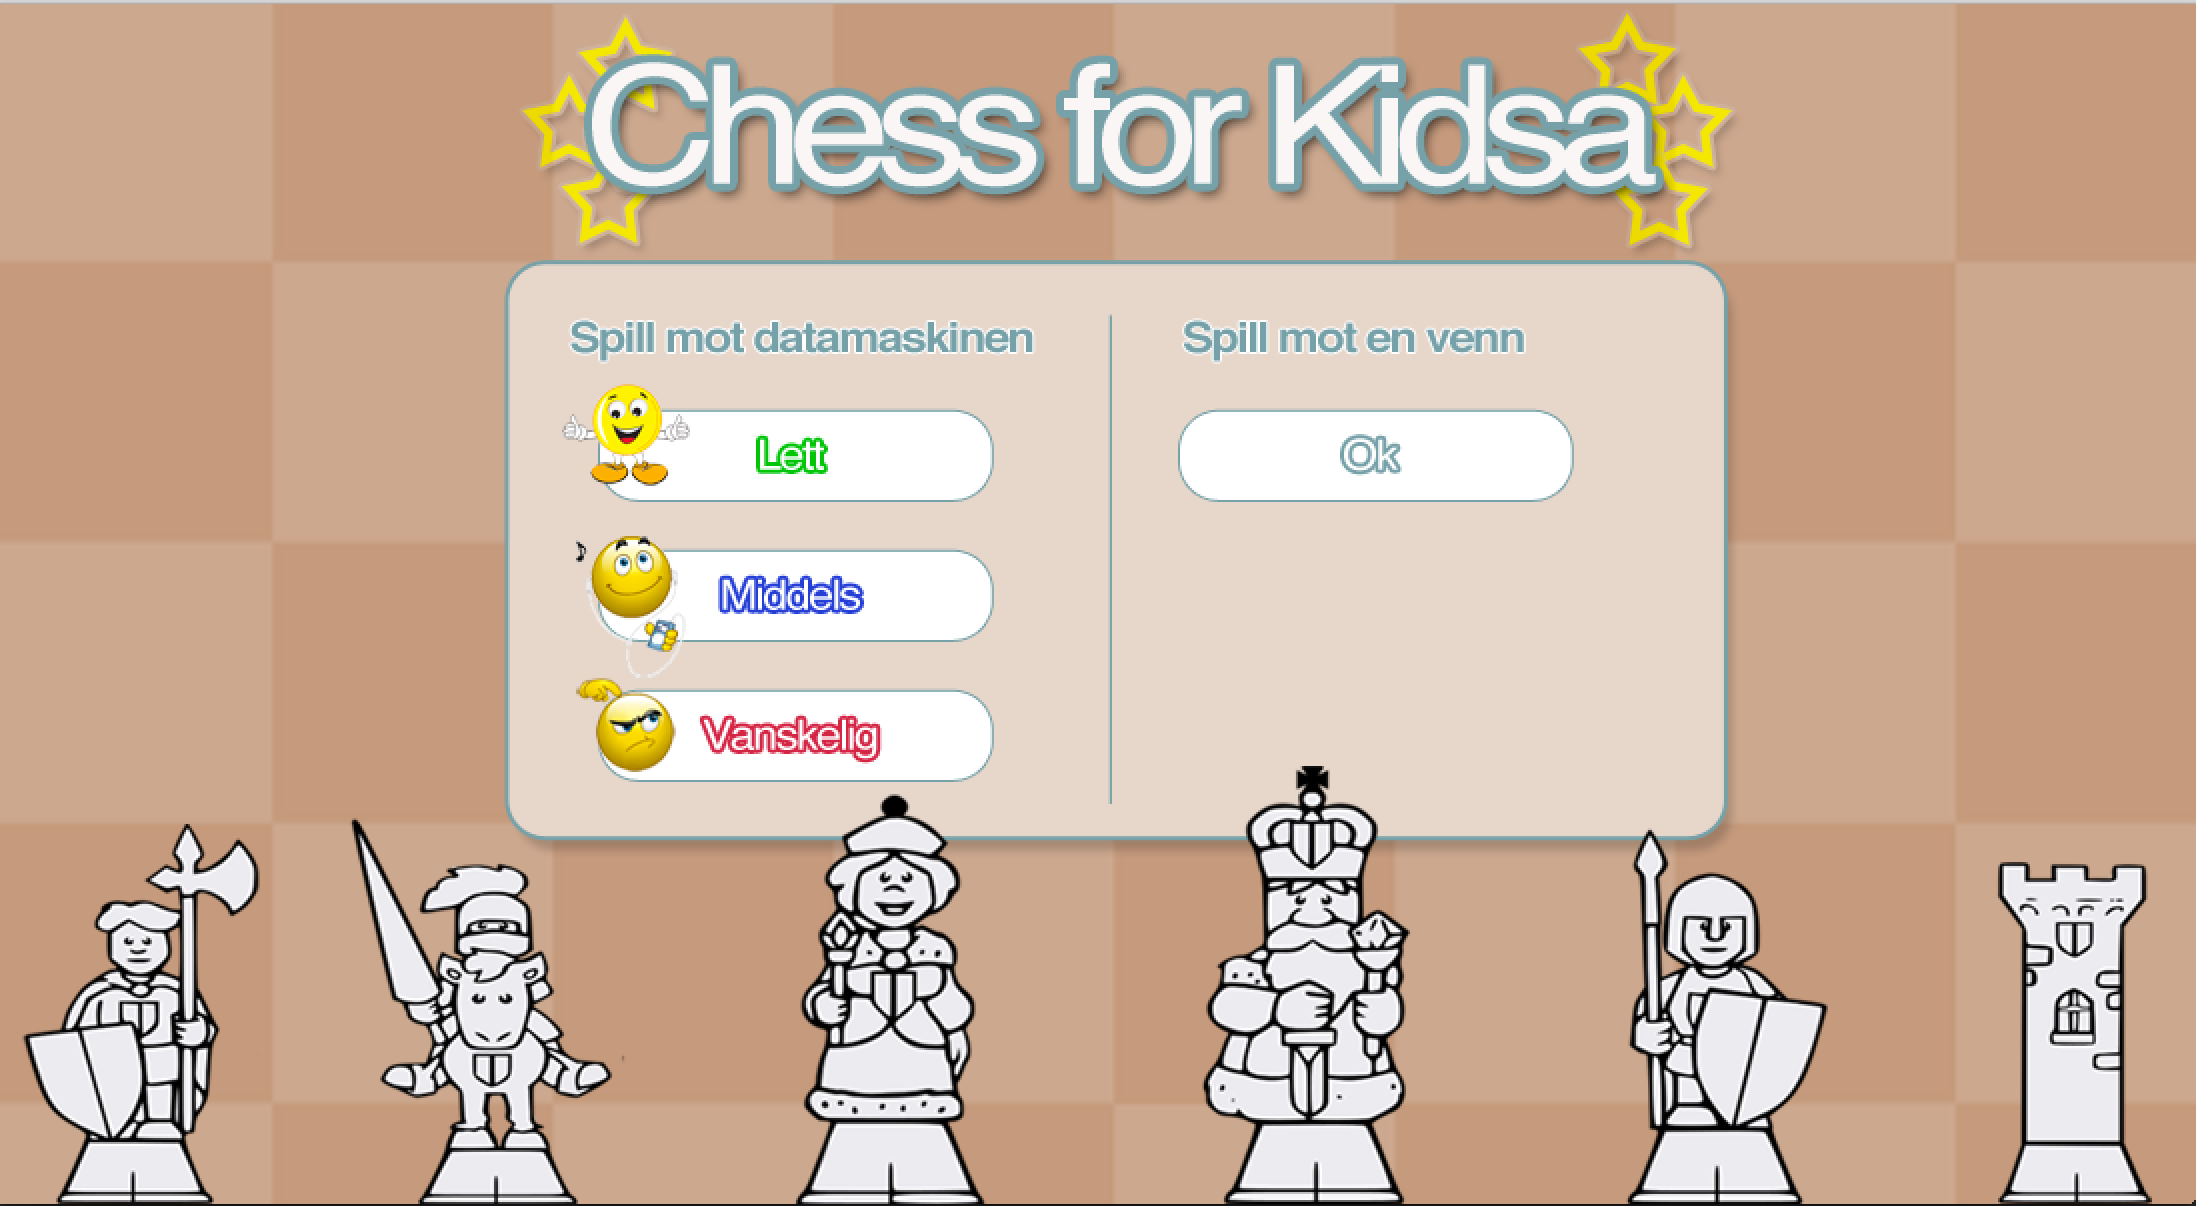 Chess for Kidsa
Spill mot datamaskinen
Lett
Middels
Vanskelig
Spill mot en venn
Ok